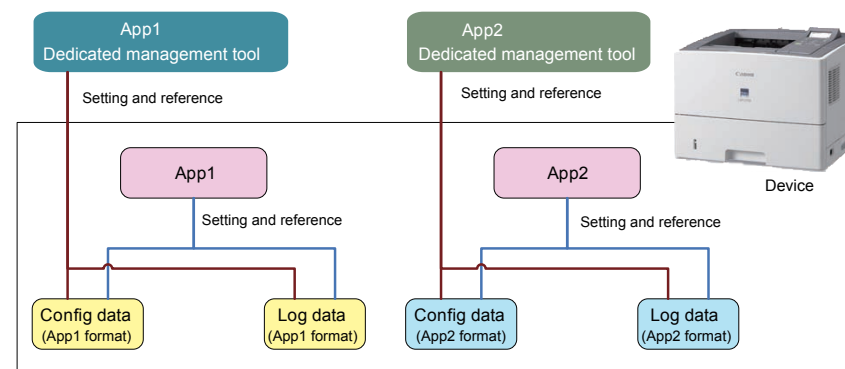 App1
Dedicated management tool
App2
Dedicated management tool
Canon
Setting and reference
Setting and reference
App1
App2
Device
Setting and reference
Setting and reference
Config data
(App1 format)
Log data
(App1 format)
Config data
(App2 format)
Log data
(App2 format)